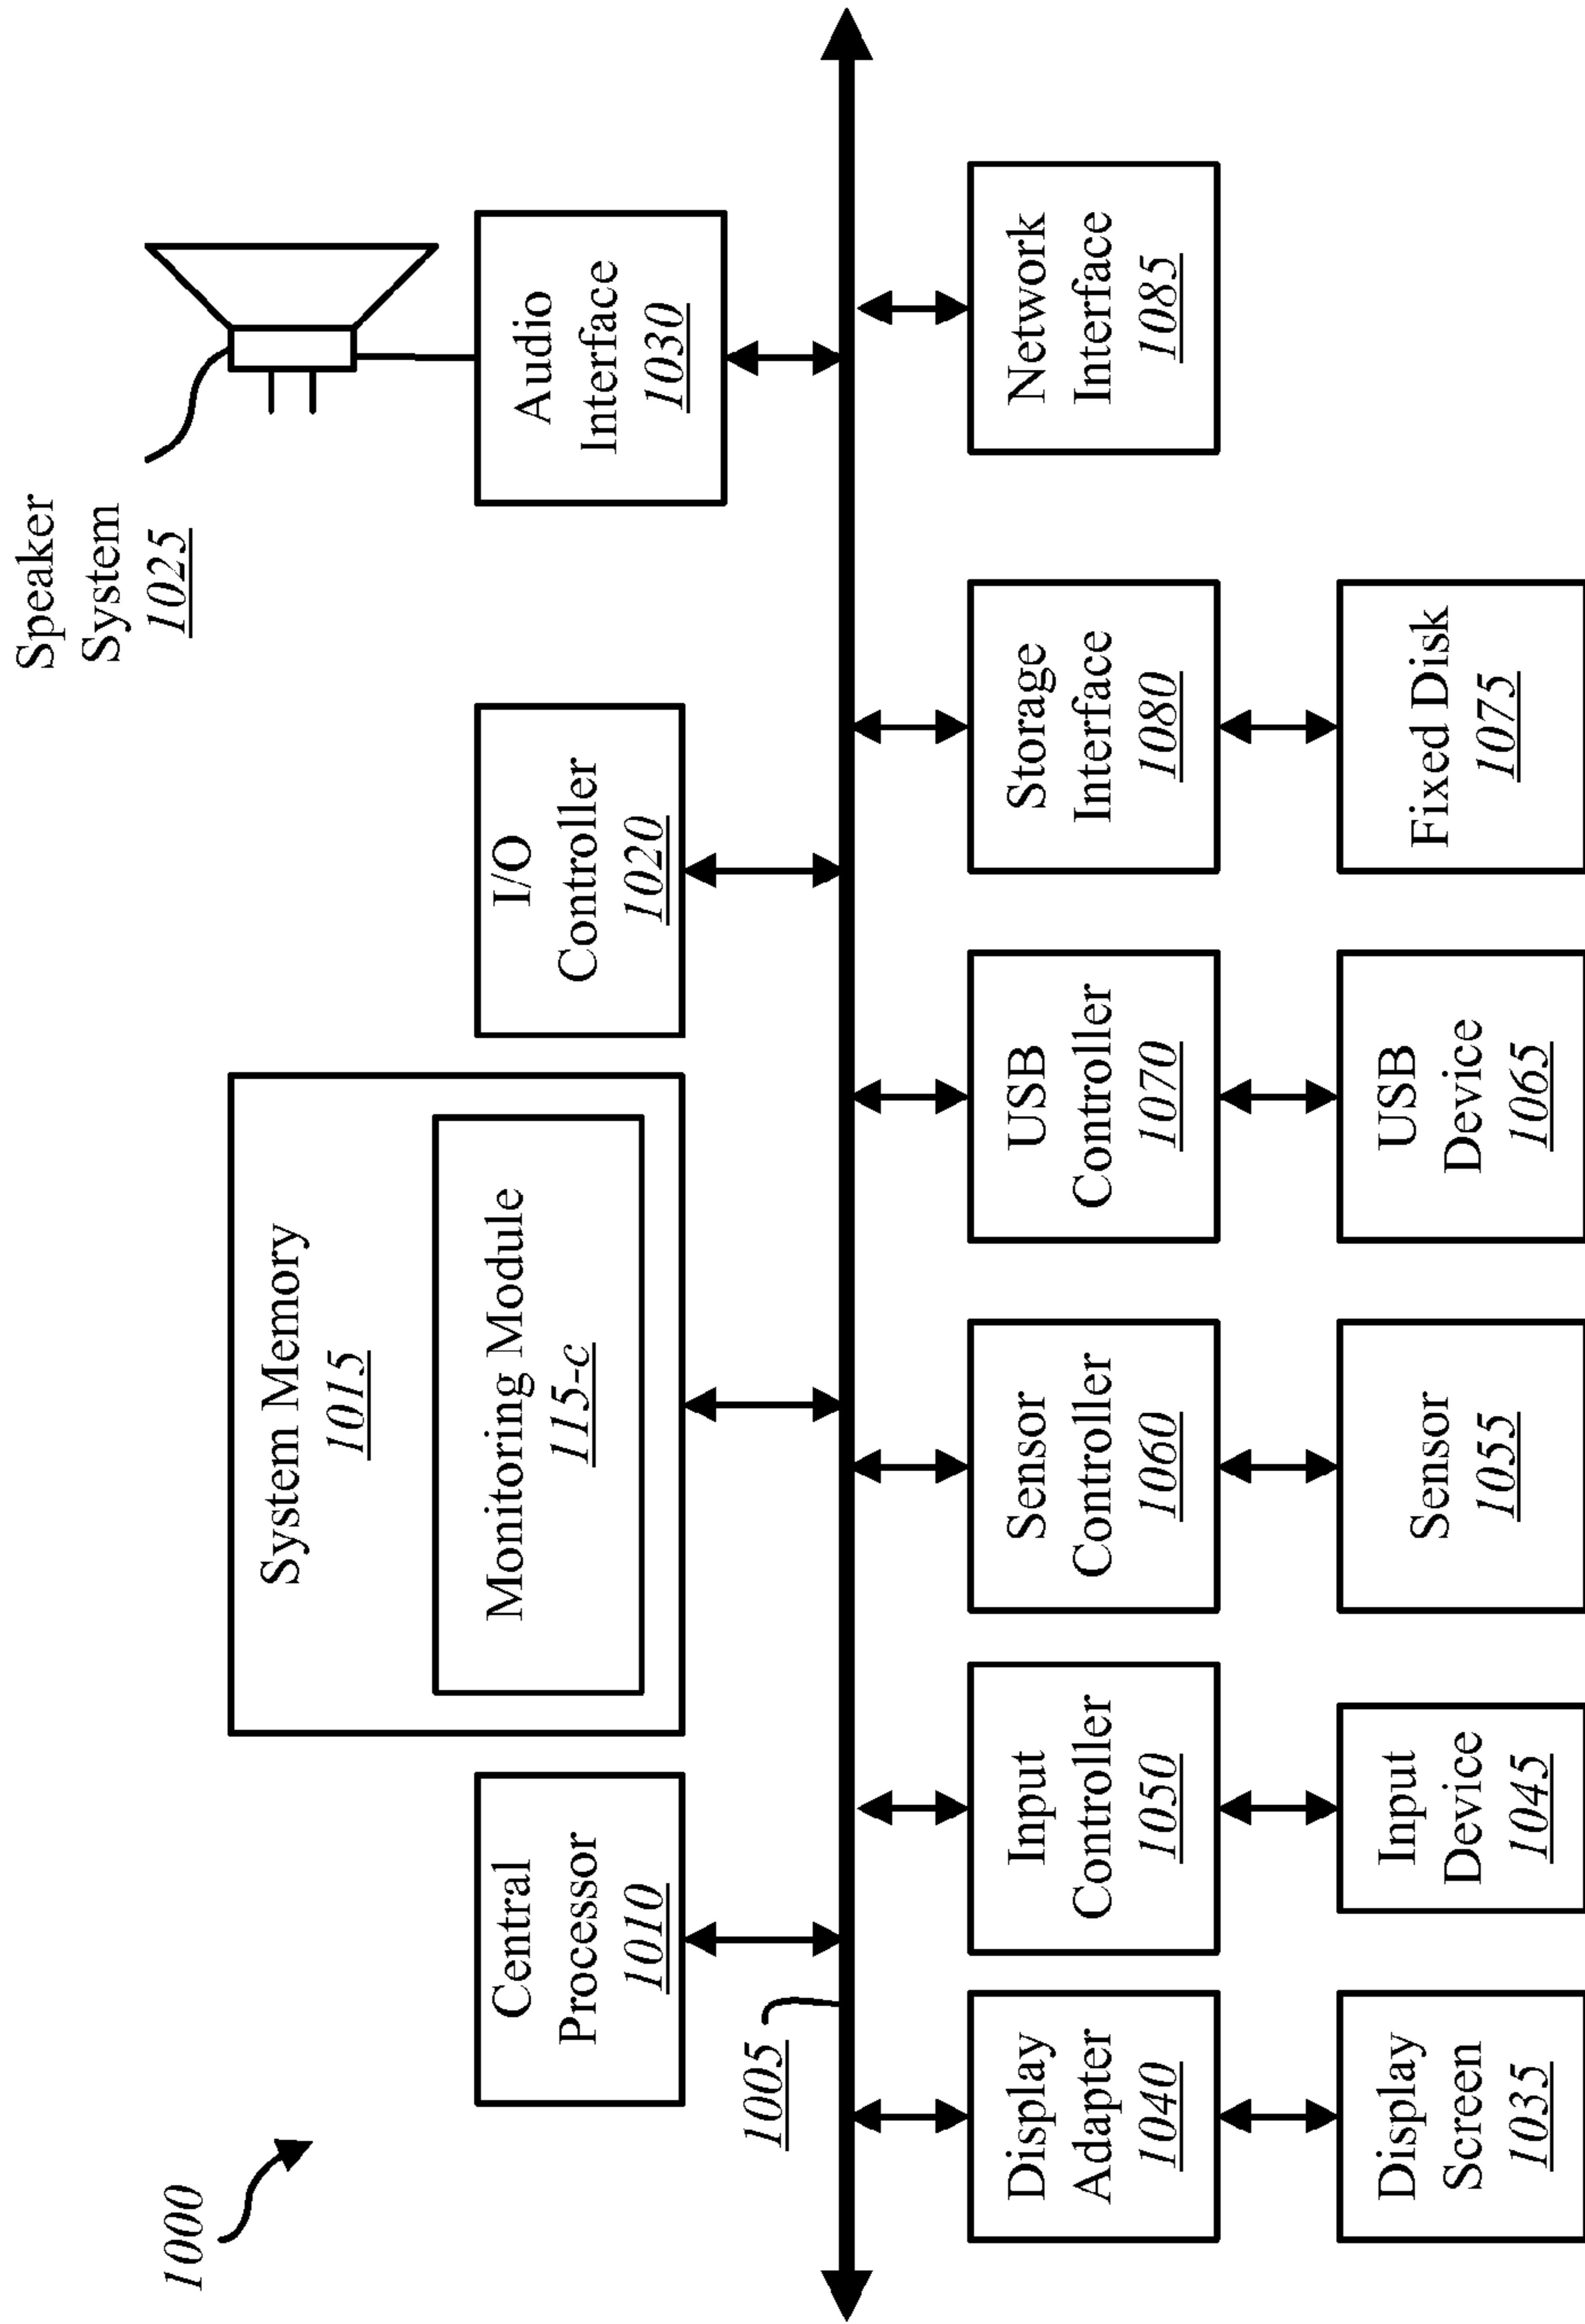 1000
Speaker
System
1025
Central
Processor
1010
System Memory
1015
Monitoring Module
115-c
I/O
Controller
1020
Audio
Interface
1030
1005
Display
Adapter
1040
Input
Controller
1050
Sensor
Controller
1060
USB
Controller
1070
Storage
Interface
1080
Network
Interface
1085
Display
Screen
1035
Input
Device
1045
Sensor
1055
USB
Device
1065
Fixed Disk
1075